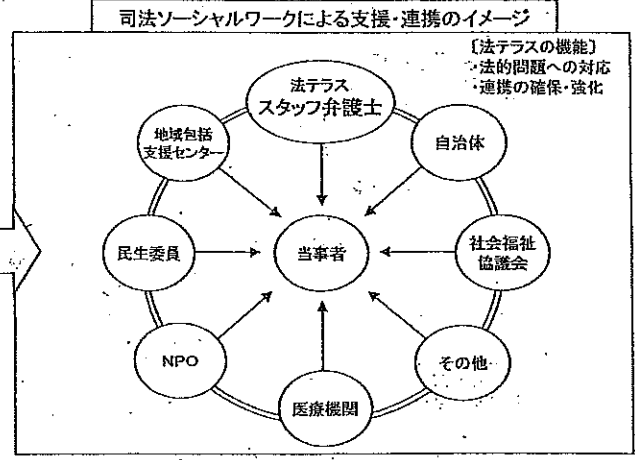 司法ソーシャルワークによる支援・連携のイメージ
〔法テラスの機能〕
・法的問題への対応
・連携の確保・強化
法テラス
スタッフ弁護士
地域包括
支援センター
自治体
民生委員
当事者
社会福祉
協議会
NPO
その他
医療機関